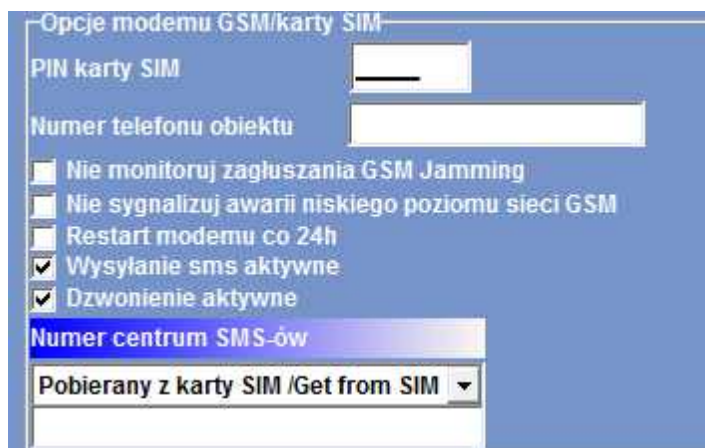 Opcje modemu GSM/karty SIM
PIN karty SIM
Numer telefonu obiektu
Nie monitoruj zagłuszania GSM Jamming
Nie sygnalizuj awarii niskiego poziomu sieci GSM
Restart modemu co 24h
Wysyłanie sms aktywne
Dzwonienie aktywne
Numer centrum SMS-ów
Pobierany z karty SIM /Get from SIM